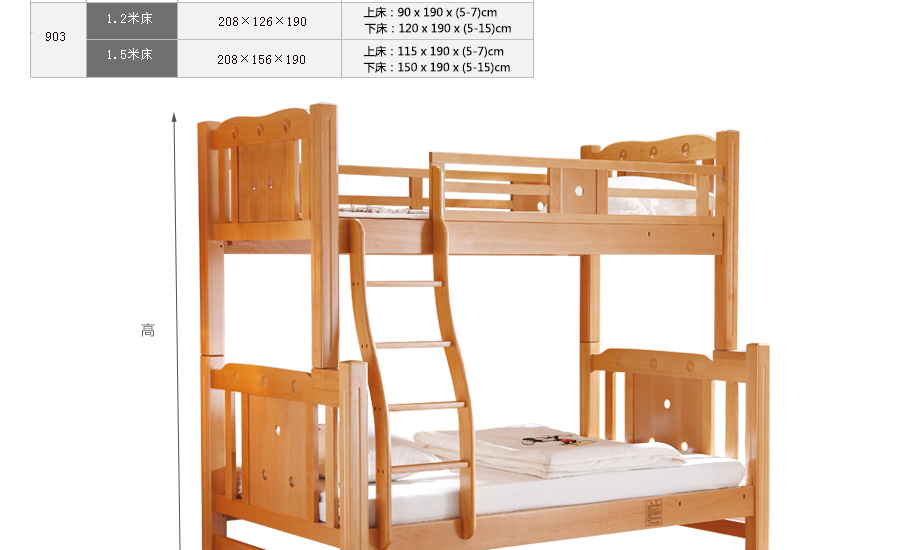 903
1.2米床
208×126×190
上床：90 x 190 x (5-7)cm
下床：120 x 190 x (5-15)cm
1.5米床
208×156×190
上床：115 x 190 x (5-7)cm
下床：150 x 190 x (5-15)cm
高